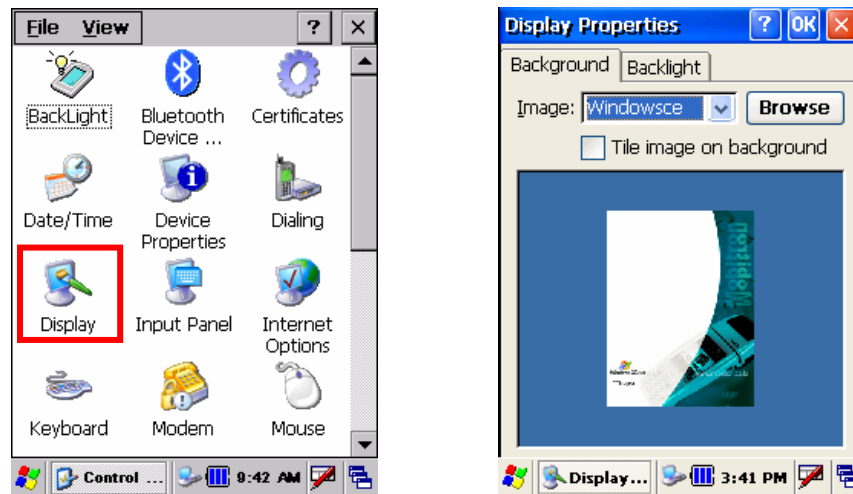 File View ?
BackLight
Bluetooth
Device ...
Certificates
Date/Time
Device
Properties
Dialing
Display
Input Panel
Internet
Options
Keyboard
Modem
Mouse
Control ... 9:42 AM
Display Properties ? OK
Background Backlight
Image: Windowsce Browse
Tile image on background
Mobitron
Display... 3:41 PM